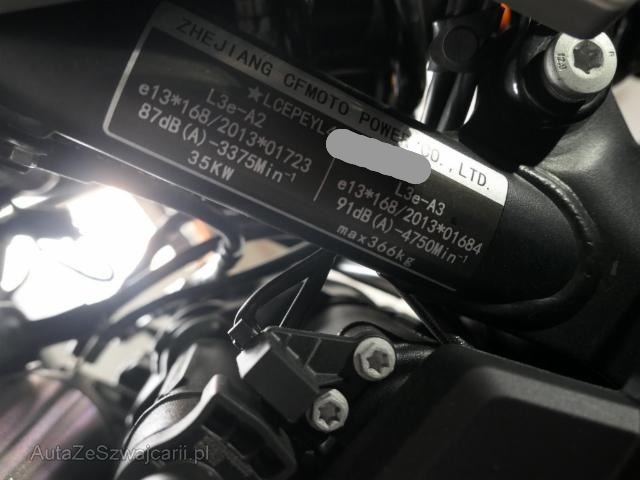 ZHEJIANG CFMOTO POWER CO.,LTD.
★LCEPEYL
L3e-A2
e13*168/2013*01723
87dB(A)-3375Min⁻¹
35KW
L3e-A3
e13*168/2013*01684
91dB(A)-4750Min⁻¹
max366kg
AutaZeSzwajcarii.pl